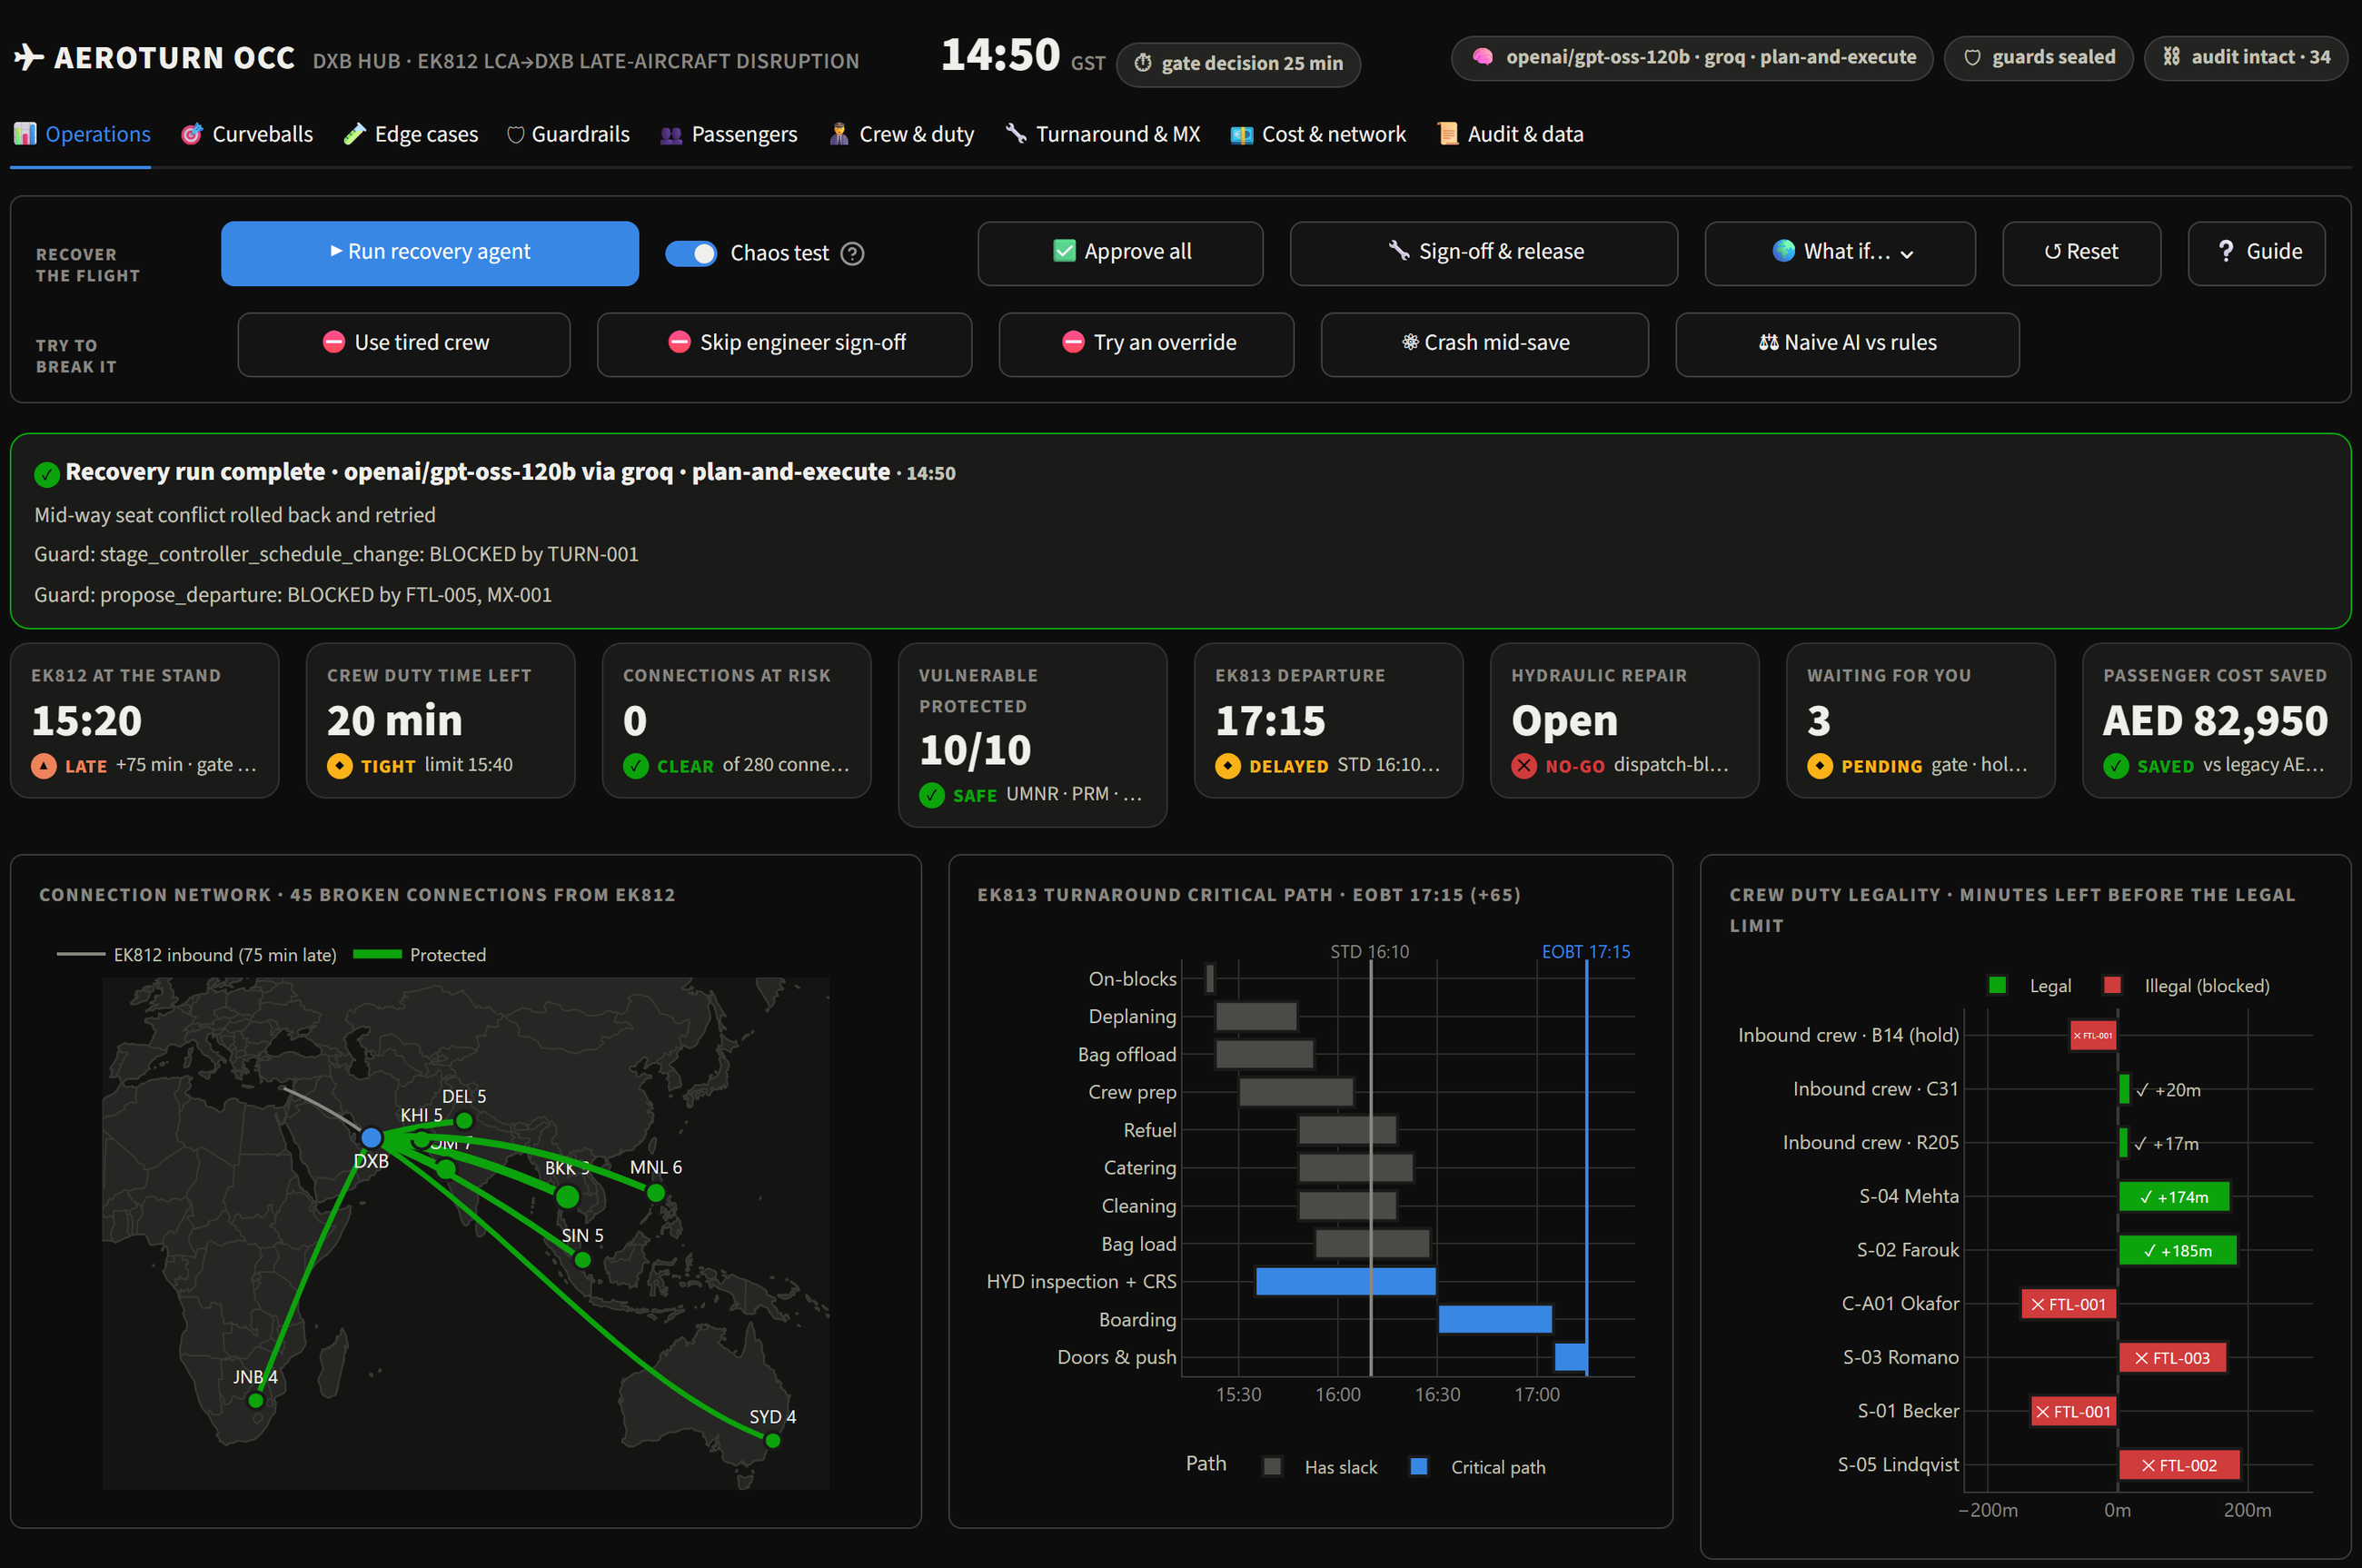 ✈ AEROTURN OCC DXB HUB · EK812 LCA→DXB LATE-AIRCRAFT DISRUPTION
14:50 GST ⏱ gate decision 25 min
openai/gpt-oss-120b · groq · plan-and-execute
guards sealed
audit intact · 34
Operations
Curveballs
Edge cases
Guardrails
Passengers
Crew & duty
Turnaround & MX
Cost & network
Audit & data
RECOVER
THE FLIGHT
▶ Run recovery agent
Chaos test ?
✅ Approve all
Sign-off & release
What if…
↺ Reset
? Guide
TRY TO
BREAK IT
⛔ Use tired crew
⛔ Skip engineer sign-off
⛔ Try an override
⚛ Crash mid-save
⚖ Naive AI vs rules
✓ Recovery run complete · openai/gpt-oss-120b via groq · plan-and-execute · 14:50
Mid-way seat conflict rolled back and retried
Guard: stage_controller_schedule_change: BLOCKED by TURN-001
Guard: propose_departure: BLOCKED by FTL-005, MX-001
EK812 AT THE STAND
15:20
▲ LATE +75 min · gate …
CREW DUTY TIME LEFT
20 min
◆ TIGHT limit 15:40
CONNECTIONS AT RISK
0
✓ CLEAR of 280 conne…
VULNERABLE
PROTECTED
10/10
✓ SAFE UMNR · PRM · …
EK813 DEPARTURE
17:15
◆ DELAYED STD 16:10…
HYDRAULIC REPAIR
Open
✕ NO-GO dispatch-bl…
WAITING FOR YOU
3
◆ PENDING gate · hol…
PASSENGER COST SAVED
AED 82,950
✓ SAVED vs legacy AE…
CONNECTION NETWORK · 45 BROKEN CONNECTIONS FROM EK812
EK812 inbound (75 min late) Protected
DEL 5
KHI 5
DXB
MNL 6
SIN 5
JNB 4
SYD 4
EK813 TURNAROUND CRITICAL PATH · EOBT 17:15 (+65)
STD 16:10 EOBT 17:15
On-blocks
Deplaning
Bag offload
Crew prep
Refuel
Catering
Cleaning
Bag load
HYD inspection + CRS
Boarding
Doors & push
15:30 16:00 16:30 17:00
Path Has slack Critical path
CREW DUTY LEGALITY · MINUTES LEFT BEFORE THE LEGAL
LIMIT
Legal Illegal (blocked)
Inbound crew · B14 (hold) ✕ FTL-001
Inbound crew · C31 ✓ +20m
Inbound crew · R205 ✓ +17m
S-04 Mehta ✓ +174m
S-02 Farouk ✓ +185m
C-A01 Okafor ✕ FTL-001
S-03 Romano ✕ FTL-003
S-01 Becker ✕ FTL-001
S-05 Lindqvist ✕ FTL-002
−200m 0m 200m